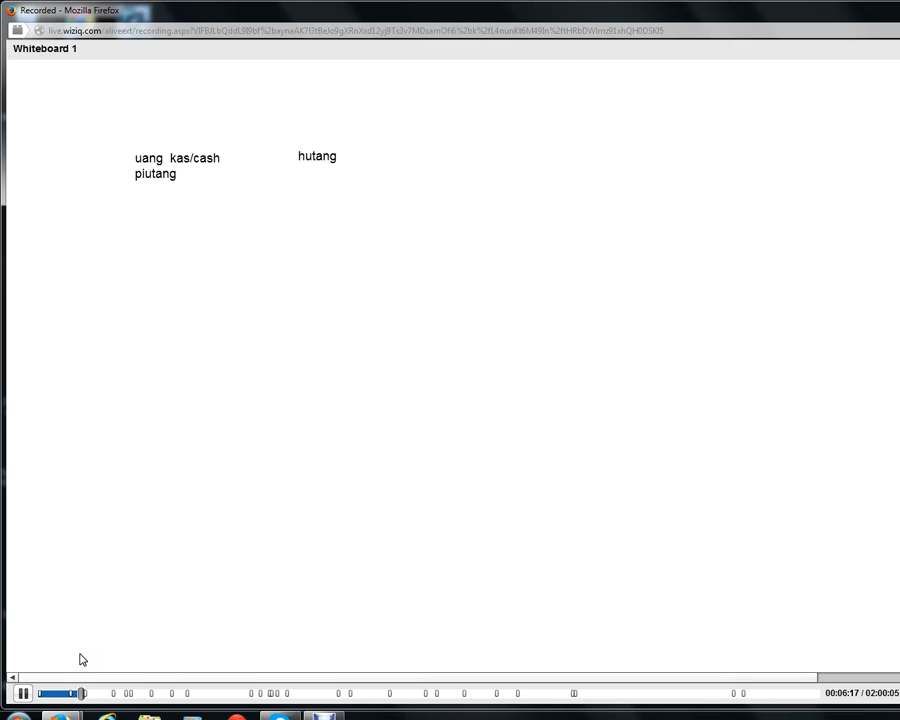 Recorded - Mozilla Firefox
Whiteboard 1
uang kas/cash
hutang
piutang
00:06:17 / 02:00:05